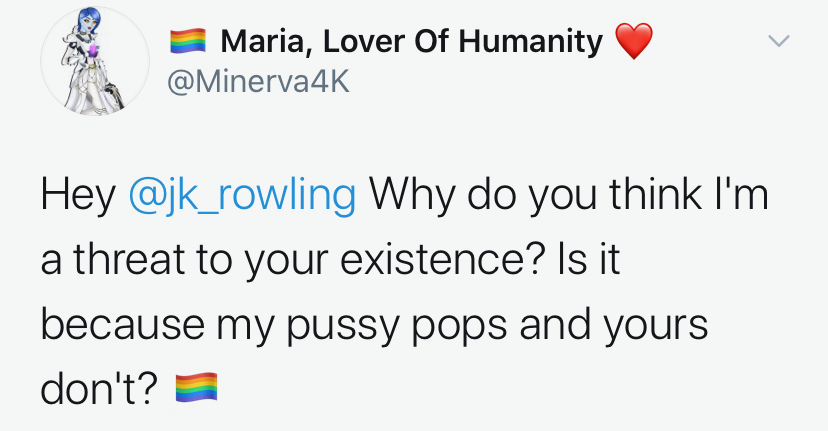 🏳️‍🌈 Maria, Lover Of Humanity ❤️
@Minerva4K
Hey @jk_rowling Why do you think I'm
a threat to your existence? Is it
because my pussy pops and yours
don't? 🏳️‍🌈